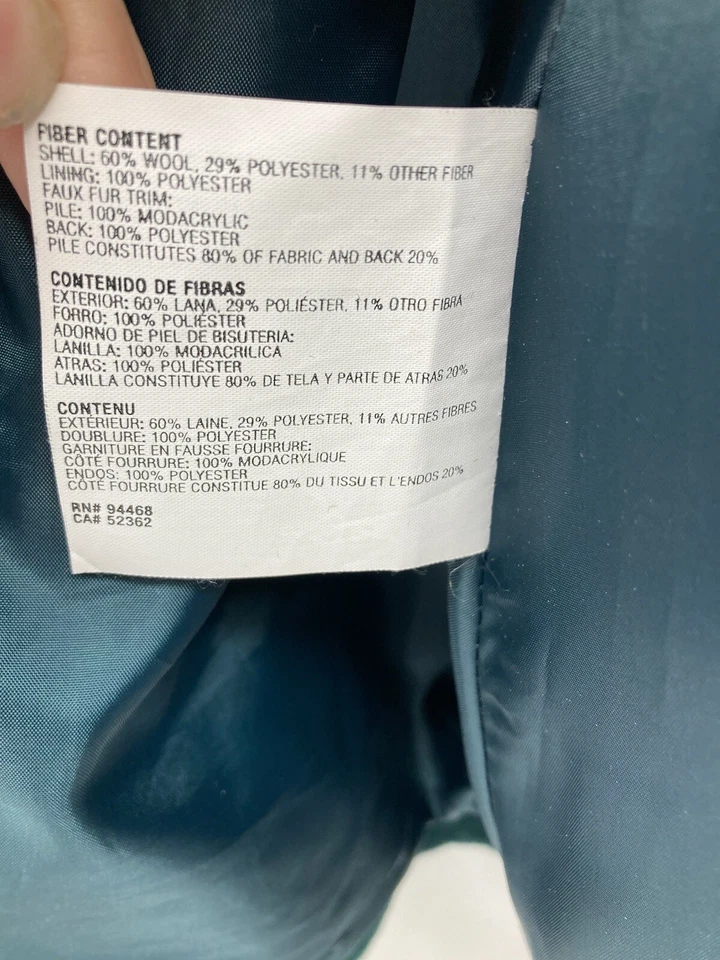 FIBER CONTENT
SHELL: 60% WOOL, 29% POLYESTER, 11% OTHER FIBER
LINING: 100% POLYESTER
FAUX FUR TRIM:
PILE: 100% MODACRYLIC
BACK: 100% POLYESTER
PILE CONSTITUTES 80% OF FABRIC AND BACK 20%
CONTENIDO DE FIBRAS
EXTERIOR: 60% LANA, 29% POLIÉSTER, 11% OTRO FIBRA
FORRO: 100% POLIÉSTER
ADORNO DE PIEL DE BISUTERIA:
LANILLA: 100% MODACRILICA
ATRAS: 100% POLIÉSTER
LANILLA CONSTITUYE 80% DE TELA Y PARTE DE ATRAS 20%
CONTENU
EXTÉRIEUR: 60% LAINE, 29% POLYESTER, 11% AUTRES FIBRES
DOUBLURE: 100% POLYESTER
GARNITURE EN FAUSSE FOURRURE:
CÔTÉ FOURRURE: 100% MODACRYLIQUE
ENDOS: 100% POLYESTER
CÔTÉ FOURRURE CONSTITUE 80% DU TISSU ET L'ENDOS 20%
RN# 94468
CA# 52362